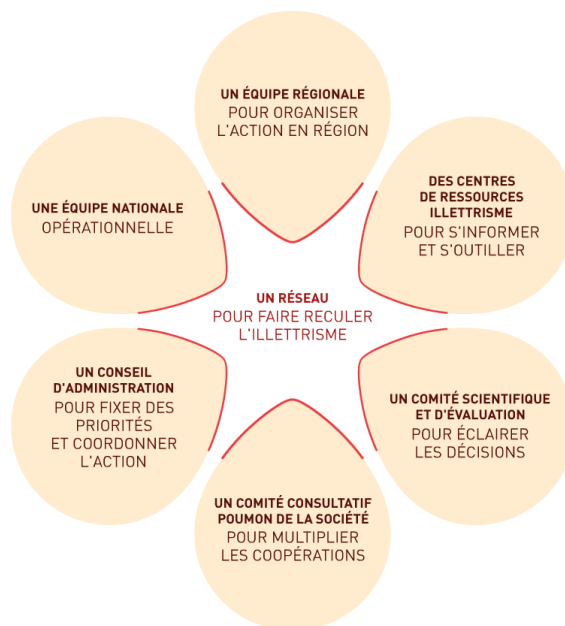 UN ÉQUIPE RÉGIONALE
POUR ORGANISER
L'ACTION EN RÉGION
DES CENTRES
DE RESSOURCES
ILLETTRISME
POUR S'INFORMER
ET S'OUTILLER
UNE ÉQUIPE NATIONALE
OPÉRATIONNELLE
UN RÉSEAU
POUR FAIRE RECULER
L'ILLETTRISME
UN CONSEIL
D'ADMINISTRATION
POUR FIXER DES
PRIORITÉS
ET COORDONNER
L'ACTION
UN COMITÉ SCIENTIFIQUE
ET D'ÉVALUATION
POUR ÉCLAIRER
LES DÉCISIONS
UN COMITÉ CONSULTATIF
POUMON DE LA SOCIÉTÉ
POUR MULTIPLIER
LES COOPÉRATIONS